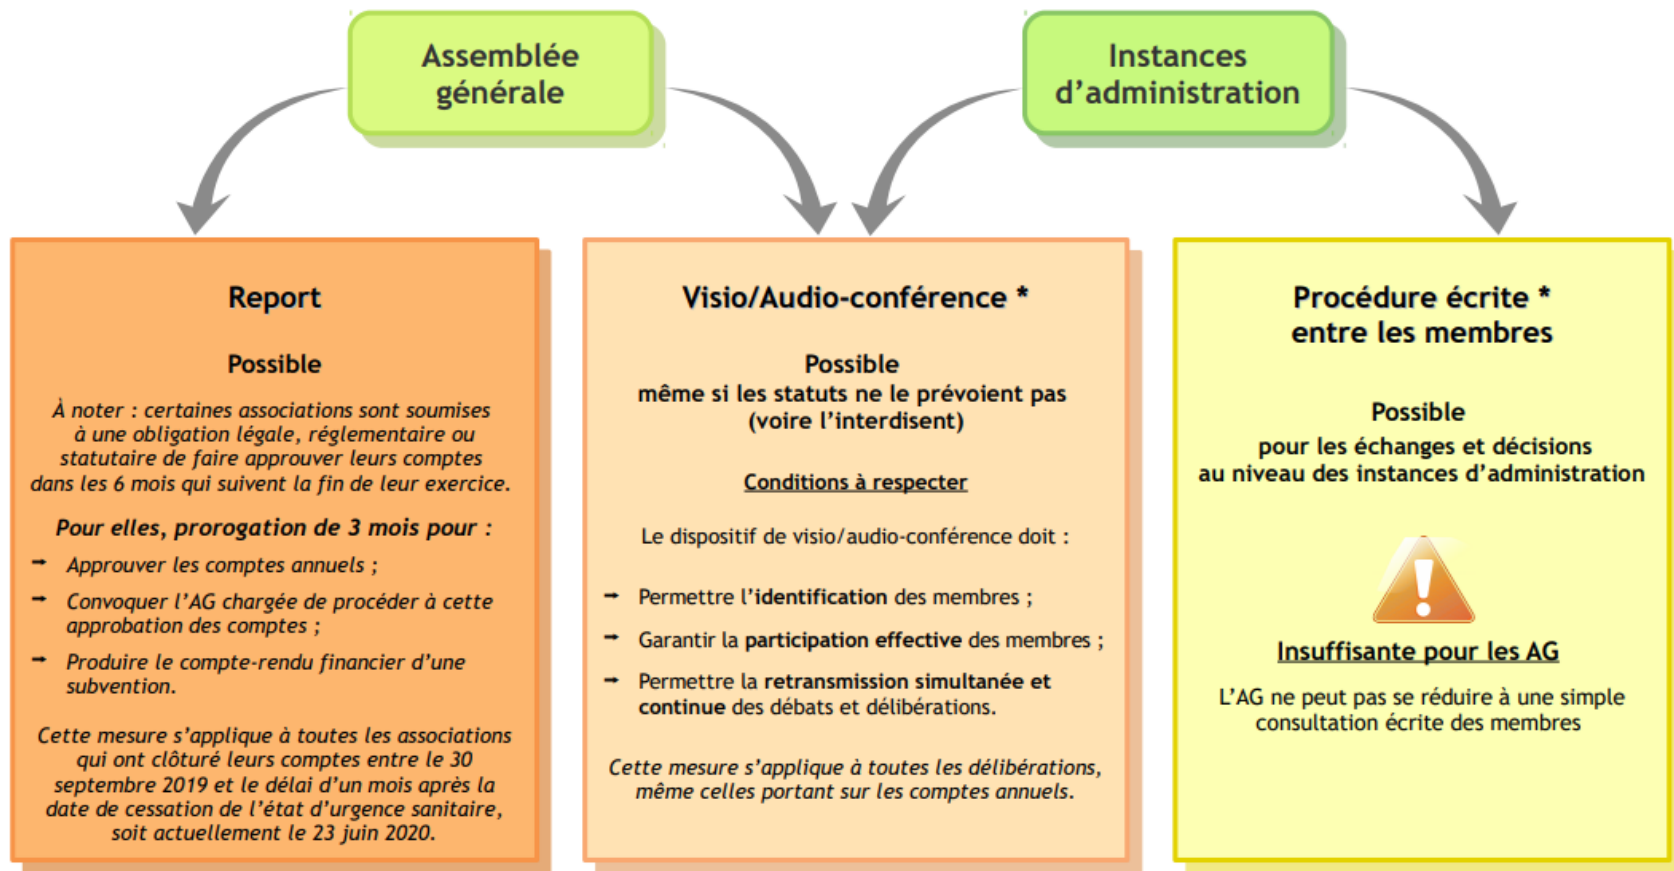 Assemblée
générale
Instances
d’administration
Report
Possible
À noter : certaines associations sont soumises
à une obligation légale, réglementaire ou
statutaire de faire approuver leurs comptes
dans les 6 mois qui suivent la fin de leur exercice.
Pour elles, prorogation de 3 mois pour :
➞ Approuver les comptes annuels ;
➞ Convoquer l’AG chargée de procéder à cette
approbation des comptes ;
➞ Produire le compte-rendu financier d’une
subvention.
Cette mesure s’applique à toutes les associations
qui ont clôturé leurs comptes entre le 30
septembre 2019 et le délai d’un mois après la
date de cessation de l’état d’urgence sanitaire,
soit actuellement le 23 juin 2020.
Visio/Audio-conférence *
Possible
même si les statuts ne le prévoient pas
(voire l’interdisent)
Conditions à respecter
Le dispositif de visio/audio-conférence doit :
➞ Permettre l’identification des membres ;
➞ Garantir la participation effective des membres ;
➞ Permettre la retransmission simultanée et
continue des débats et délibérations.
Cette mesure s’applique à toutes les délibérations,
même celles portant sur les comptes annuels.
Procédure écrite *
entre les membres
Possible
pour les échanges et décisions
au niveau des instances d’administration
!
Insuffisante pour les AG
L’AG ne peut pas se réduire à une simple
consultation écrite des membres